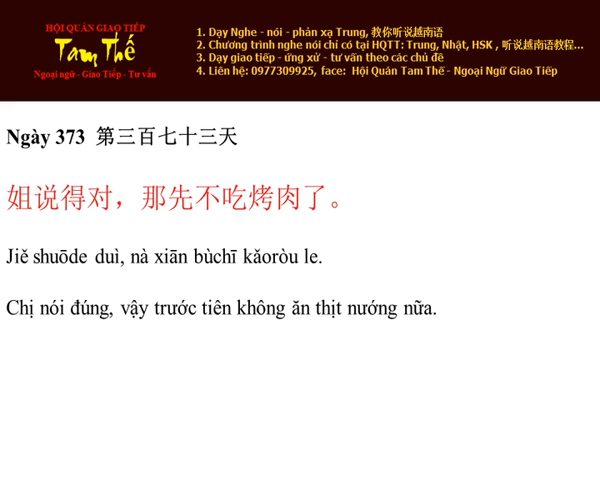 HỘI QUÁN GIAO TIẾP
Tam Thế
Ngoại ngữ - Giao Tiếp - Tư vấn
1. Dạy Nghe - nói - phản xạ Trung, 教你听说越南语
2. Chương trình nghe nói chỉ có tại HQTT: Trung, Nhật, HSK , 听说越南语教程...
3. Dạy giao tiếp - ứng xử - tư vấn theo các chủ đề
4. Liên hệ: 0977309925, face: Hội Quán Tam Thế - Ngoại Ngữ Giao Tiếp
Ngày 373 第三百七十三天
姐说得对，那先不吃烤肉了。
Jiě shuōde duì, nà xiān bùchī kǎoròu le.
Chị nói đúng, vậy trước tiên không ăn thịt nướng nữa.